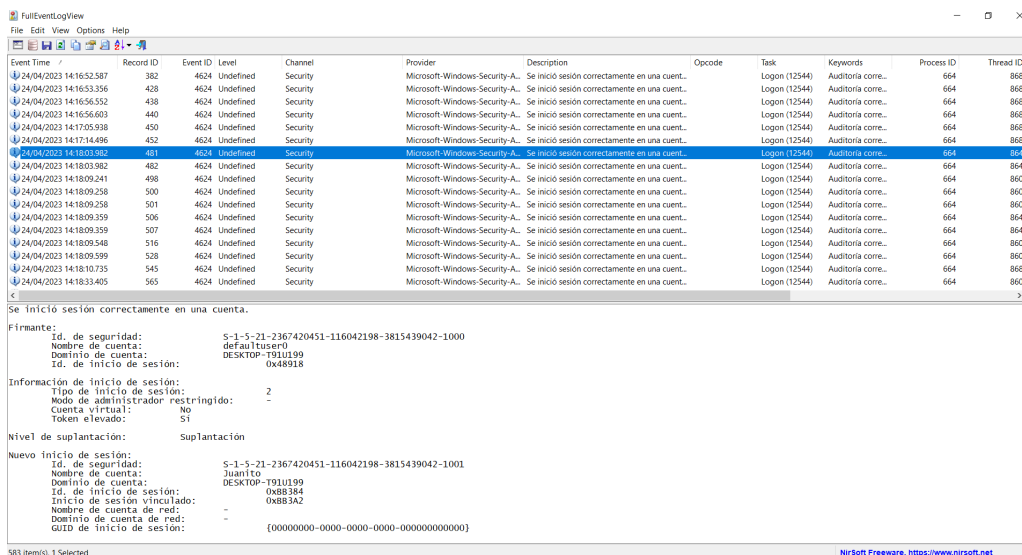 FullEventLogView
File Edit View Options Help
Event Time / Record ID Event ID Level Channel Provider Description Opcode Task Keywords Process ID Thread ID
24/04/2023 14:16:52.587 382 4624 Undefined Security Microsoft-Windows-Security-A... Se inició sesión correctamente en una cuent... Logon (12544) Auditoría corre... 664 868
24/04/2023 14:16:53.356 428 4624 Undefined Security Microsoft-Windows-Security-A... Se inició sesión correctamente en una cuent... Logon (12544) Auditoría corre... 664 868
24/04/2023 14:16:56.552 438 4624 Undefined Security Microsoft-Windows-Security-A... Se inició sesión correctamente en una cuent... Logon (12544) Auditoría corre... 664 868
24/04/2023 14:16:56.603 440 4624 Undefined Security Microsoft-Windows-Security-A... Se inició sesión correctamente en una cuent... Logon (12544) Auditoría corre... 664 868
24/04/2023 14:17:05.938 450 4624 Undefined Security Microsoft-Windows-Security-A... Se inició sesión correctamente en una cuent... Logon (12544) Auditoría corre... 664 868
24/04/2023 14:17:14.496 452 4624 Undefined Security Microsoft-Windows-Security-A... Se inició sesión correctamente en una cuent... Logon (12544) Auditoría corre... 664 868
24/04/2023 14:18:03.982 481 4624 Undefined Security Microsoft-Windows-Security-A... Se inició sesión correctamente en una cuent... Logon (12544) Auditoría corre... 664 864
24/04/2023 14:18:03.982 482 4624 Undefined Security Microsoft-Windows-Security-A... Se inició sesión correctamente en una cuent... Logon (12544) Auditoría corre... 664 864
24/04/2023 14:18:09.241 498 4624 Undefined Security Microsoft-Windows-Security-A... Se inició sesión correctamente en una cuent... Logon (12544) Auditoría corre... 664 860
24/04/2023 14:18:09.258 500 4624 Undefined Security Microsoft-Windows-Security-A... Se inició sesión correctamente en una cuent... Logon (12544) Auditoría corre... 664 860
24/04/2023 14:18:09.258 501 4624 Undefined Security Microsoft-Windows-Security-A... Se inició sesión correctamente en una cuent... Logon (12544) Auditoría corre... 664 860
24/04/2023 14:18:09.359 506 4624 Undefined Security Microsoft-Windows-Security-A... Se inició sesión correctamente en una cuent... Logon (12544) Auditoría corre... 664 864
24/04/2023 14:18:09.359 507 4624 Undefined Security Microsoft-Windows-Security-A... Se inició sesión correctamente en una cuent... Logon (12544) Auditoría corre... 664 864
24/04/2023 14:18:09.548 516 4624 Undefined Security Microsoft-Windows-Security-A... Se inició sesión correctamente en una cuent... Logon (12544) Auditoría corre... 664 860
24/04/2023 14:18:09.599 528 4624 Undefined Security Microsoft-Windows-Security-A... Se inició sesión correctamente en una cuent... Logon (12544) Auditoría corre... 664 860
24/04/2023 14:18:10.735 545 4624 Undefined Security Microsoft-Windows-Security-A... Se inició sesión correctamente en una cuent... Logon (12544) Auditoría corre... 664 868
24/04/2023 14:18:33.405 565 4624 Undefined Security Microsoft-Windows-Security-A... Se inició sesión correctamente en una cuent... Logon (12544) Auditoría corre... 664 860
Se inició sesión correctamente en una cuenta.
Firmante:
Id. de seguridad: S-1-5-21-2367420451-116042198-3815439042-1000
Nombre de cuenta: defaultuser0
Dominio de cuenta: DESKTOP-T91U199
Id. de inicio de sesión: 0x48918
Información de inicio de sesión:
Tipo de inicio de sesión: 2
Modo de administrador restringido: -
Cuenta virtual: No
Token elevado: Sí
Nivel de suplantación: Suplantación
Nuevo inicio de sesión:
Id. de seguridad: S-1-5-21-2367420451-116042198-3815439042-1001
Nombre de cuenta: Juanito
Dominio de cuenta: DESKTOP-T91U199
Id. de inicio de sesión: 0xBB384
Inicio de sesión vinculado: 0xBB3A2
Nombre de cuenta de red: -
Dominio de cuenta de red: -
GUID de inicio de sesión: {00000000-0000-0000-0000-000000000000}
583 item(s), 1 Selected NirSoft Freeware. https://www.nirsoft.net